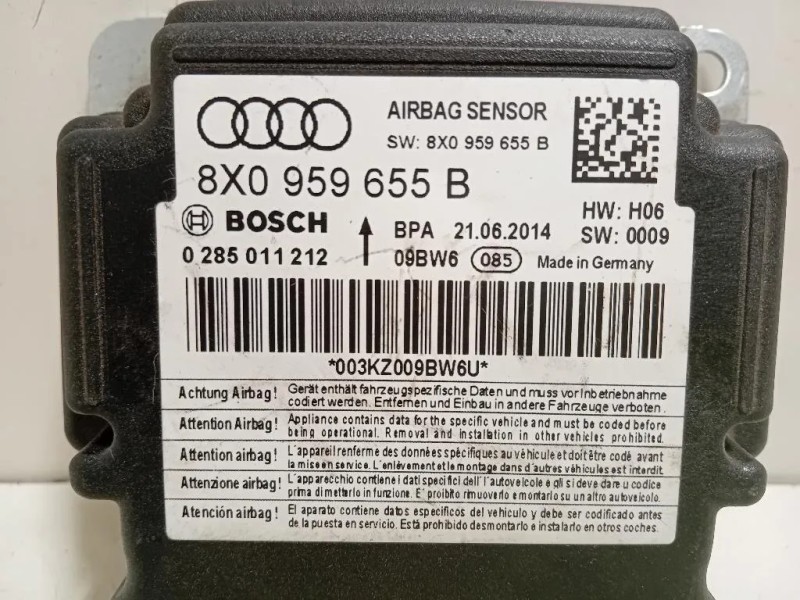 AIRBAG SENSOR
SW: 8X0 959 655 B
8X0 959 655 B
HW: H06
BOSCH
BPA 21.06.2014
SW: 0009
0 285 011 212
09BW6 085 Made in Germany
*003KZ009BW6U*
Achtung Airbag! Gerät enthält fahrzeugspezifische Daten und muss vor Inbetriebnahme
codiert werden. Entfernen und Einbau in andere Fahrzeuge verboten.
Attention Airbag! Appliance contains data for the specific vehicle and must be coded before
being operational. Removal and installation in other vehicles prohibited.
Attention airbag! L'appareil renferme des données spécifiques au véhicule et doit être codé avant
la mise en service. L'enlèvement et le montage dans d'autres véhicules est interdit.
Attenzione airbag! L'apparecchio contiene i dati specifici dell'l'autoveicolo e gli si deve dare u codice
prima di metterlo in funzione. E' proibito rimuoverlo e montarlo su un altro autoveicolo.
Atención airbag! El aparato contiene datos específicos del vehículo y debe ser codificado antes
de la puesta en servicio. Está prohibido desmontarlo e instalarlo en otros coches.